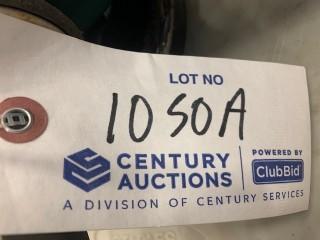 LOT NO
1050A
CENTURY
AUCTIONS
POWERED BY
ClubBid
A DIVISION OF CENTURY SERVICES